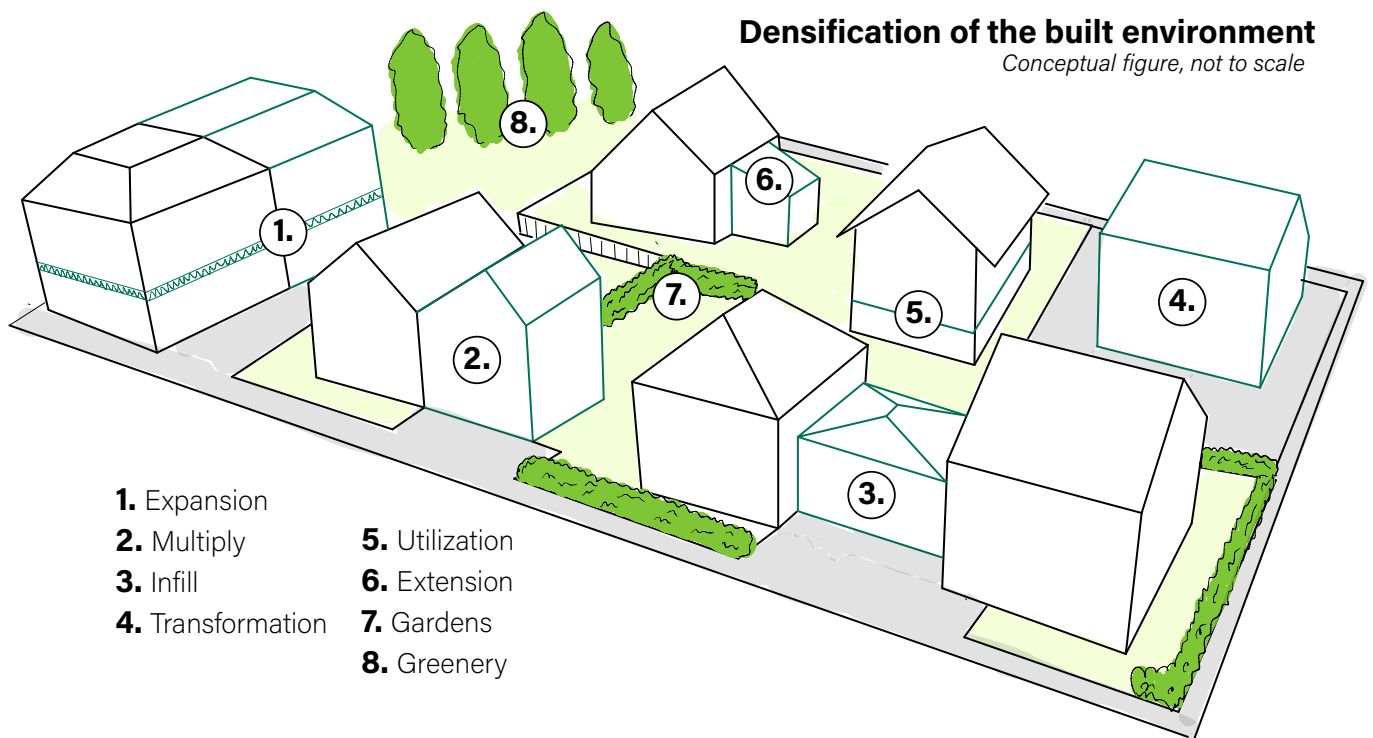 Densification of the built environment
Conceptual figure, not to scale
8.
6.
1.
7.
5.
4.
2.
3.
1. Expansion
2. Multiply
3. Infill
4. Transformation
5. Utilization
6. Extension
7. Gardens
8. Greenery